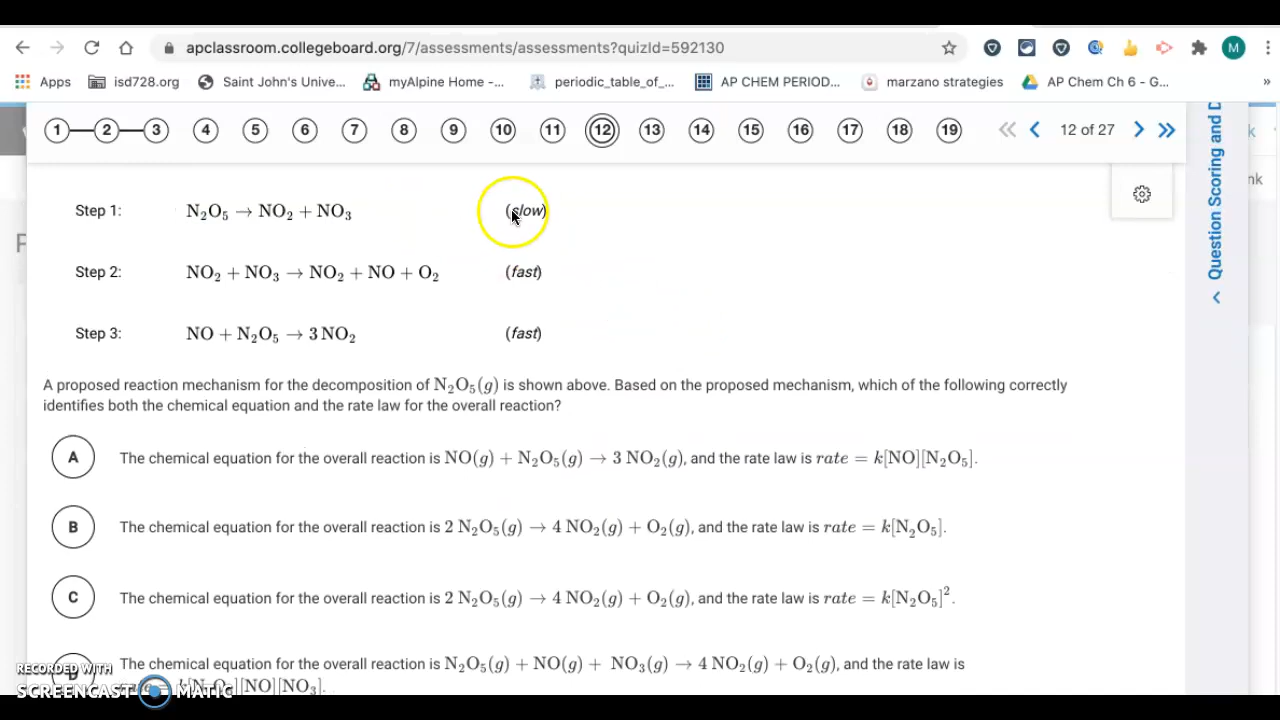 apclassroom.collegeboard.org/7/assessments/assessments?quizId=592130
M
Apps isd728.org Saint John's Unive... myAlpine Home -... periodic_table_of_... AP CHEM PERIOD... marzano strategies AP Chem Ch 6 - G... »
1 2 3 4 5 6 7 8 9 10 11 12 13 14 15 16 17 18 19 12 of 27
Question Scoring and D
Step 1: N₂O₅ → NO₂ + NO₃ (slow)
Step 2: NO₂ + NO₃ → NO₂ + NO + O₂ (fast)
Step 3: NO + N₂O₅ → 3 NO₂ (fast)
A proposed reaction mechanism for the decomposition of N₂O₅(g) is shown above. Based on the proposed mechanism, which of the following correctly
identifies both the chemical equation and the rate law for the overall reaction?
A The chemical equation for the overall reaction is NO(g) + N₂O₅(g) → 3 NO₂(g), and the rate law is rate = k[NO][N₂O₅].
B The chemical equation for the overall reaction is 2 N₂O₅(g) → 4 NO₂(g) + O₂(g), and the rate law is rate = k[N₂O₅].
C The chemical equation for the overall reaction is 2 N₂O₅(g) → 4 NO₂(g) + O₂(g), and the rate law is rate = k[N₂O₅]².
D The chemical equation for the overall reaction is N₂O₅(g) + NO(g) + NO₃(g) → 4 NO₂(g) + O₂(g), and the rate law is
k[N₂O₅][NO][NO₃].
RECORDED WITH
SCREENCAST MATIC